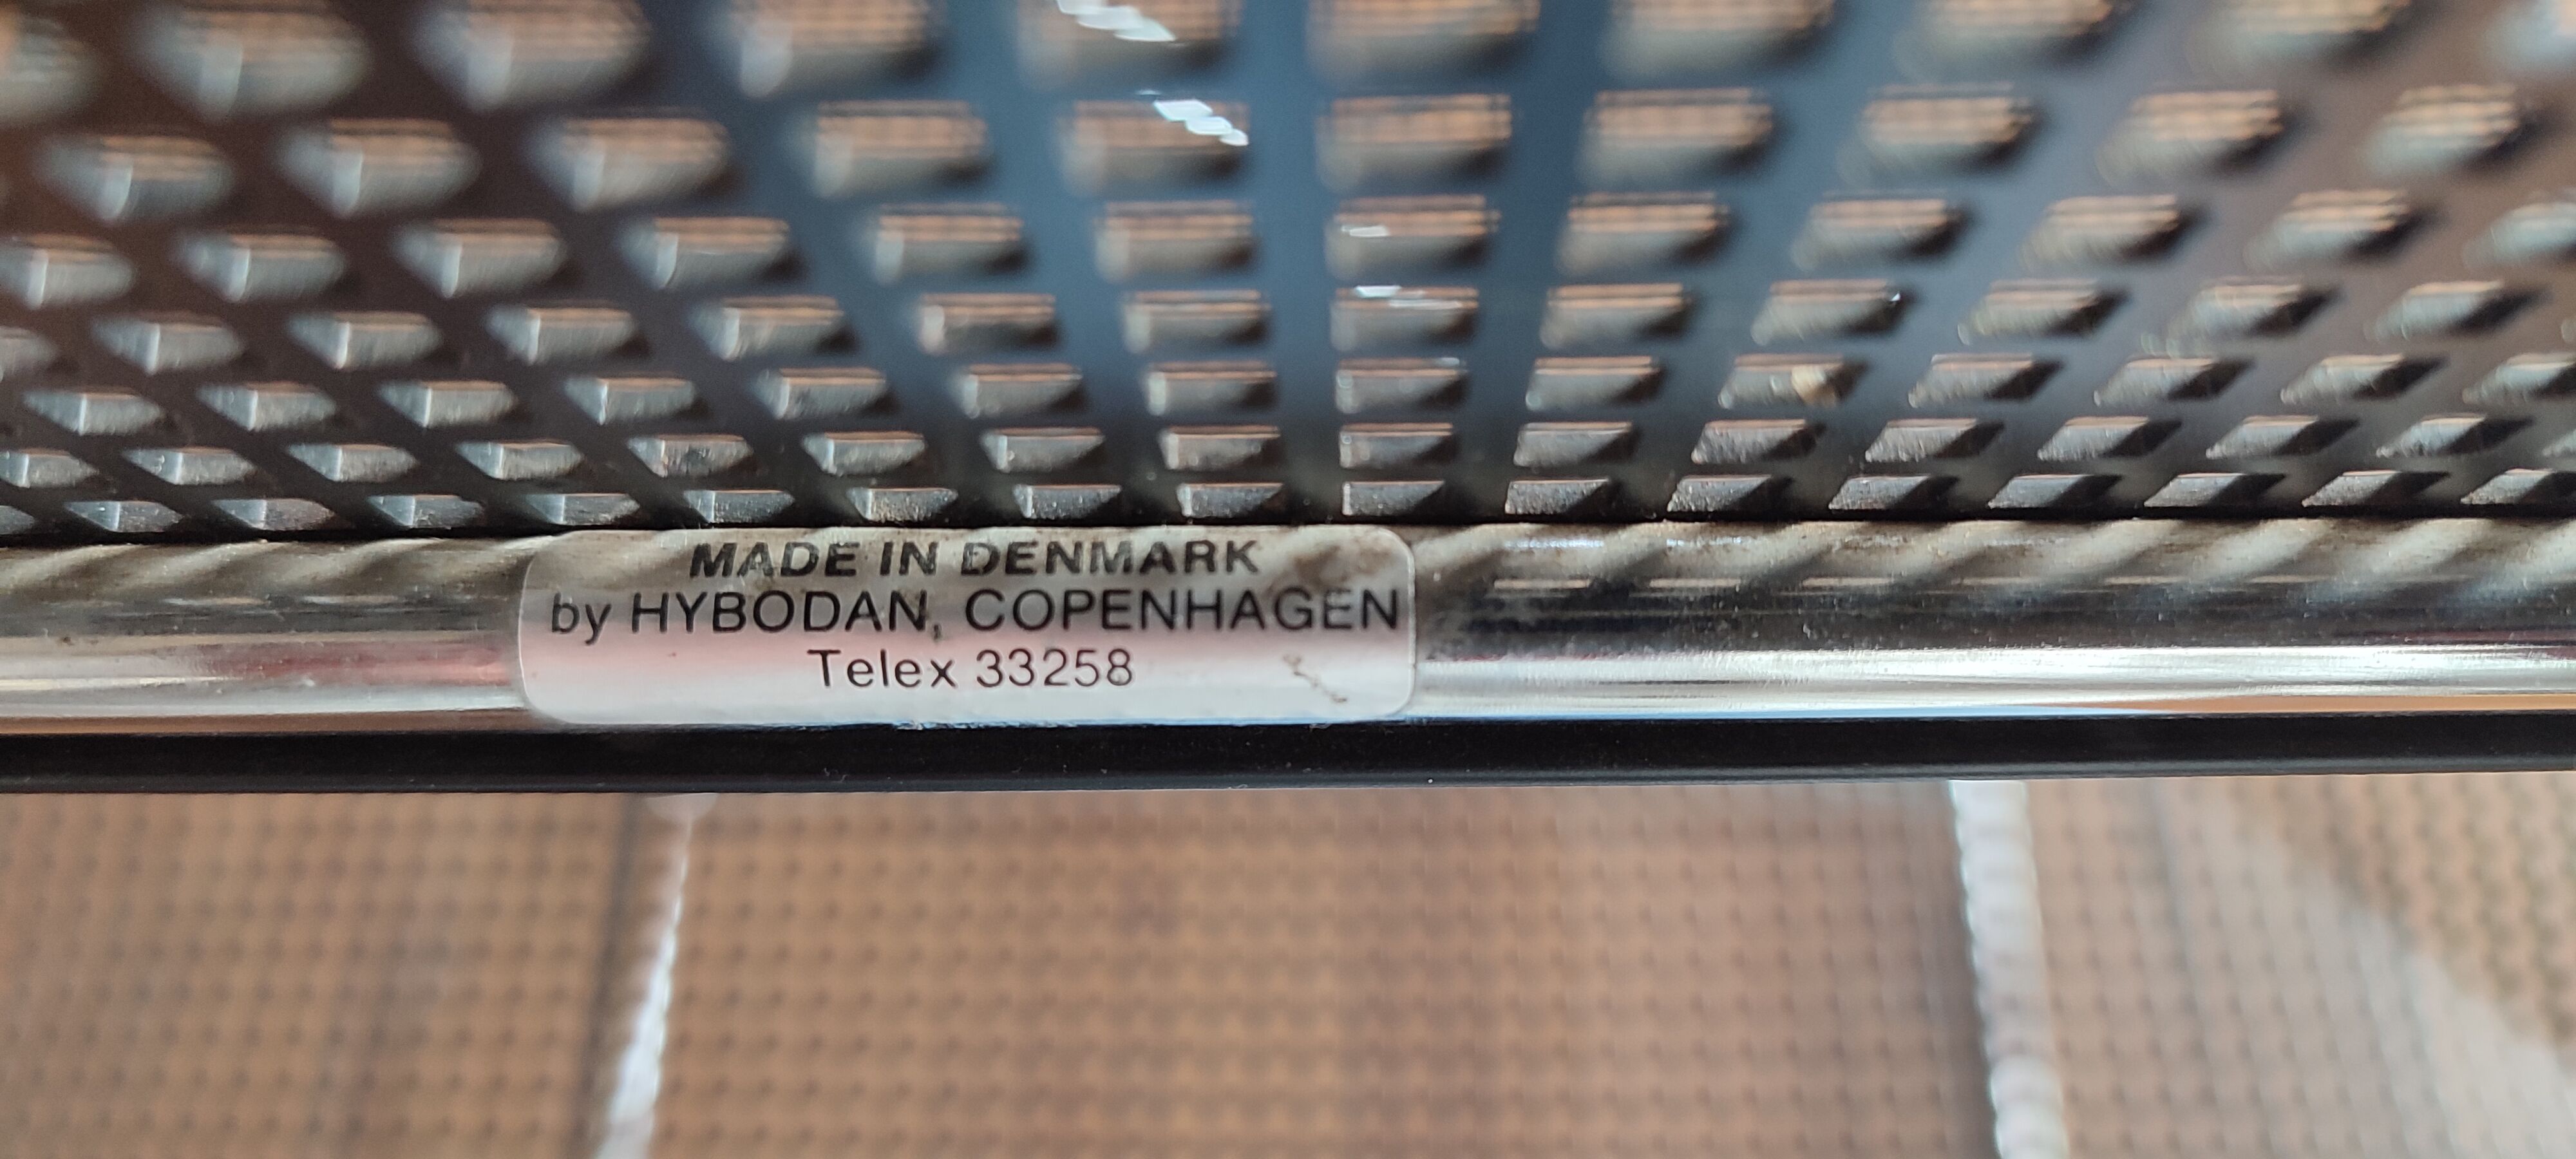 MADE IN DENMARK
by HYBODAN, COPENHAGEN
Telex 33258